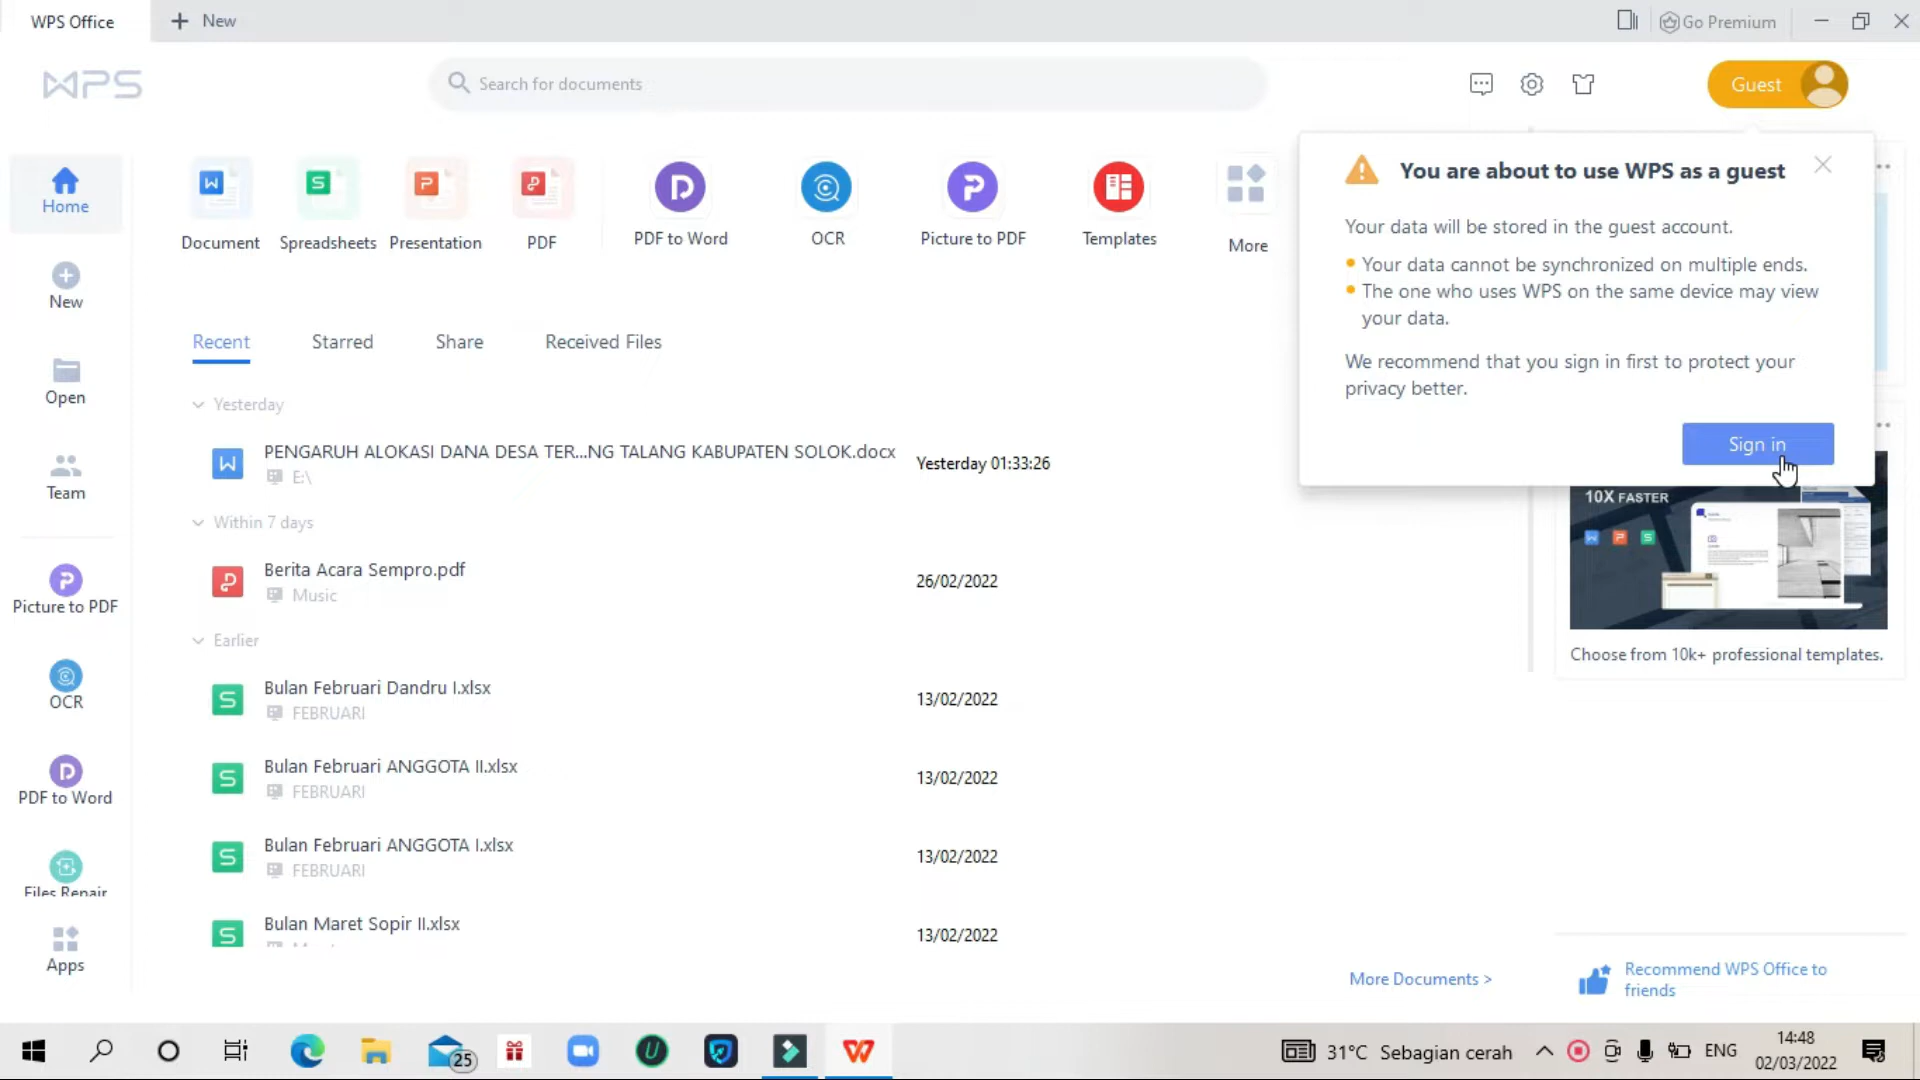 WPS Office
New
Go Premium
WPS
Search for documents
Guest
Home
New
Open
Team
Picture to PDF
OCR
PDF to Word
Files Repair
Apps
Document
Spreadsheets
Presentation
PDF
PDF to Word
OCR
Picture to PDF
Templates
More
You are about to use WPS as a guest
Your data will be stored in the guest account.
Your data cannot be synchronized on multiple ends.
The one who uses WPS on the same device may view
your data.
We recommend that you sign in first to protect your
privacy better.
Sign in
Recent
Starred
Share
Received Files
Yesterday
PENGARUH ALOKASI DANA DESA TER...NG TALANG KABUPATEN SOLOK.docx
E:\
Yesterday 01:33:26
Within 7 days
Berita Acara Sempro.pdf
Music
26/02/2022
Earlier
Bulan Februari Dandru I.xlsx
FEBRUARI
13/02/2022
Bulan Februari ANGGOTA II.xlsx
FEBRUARI
13/02/2022
Bulan Februari ANGGOTA I.xlsx
FEBRUARI
13/02/2022
Bulan Maret Sopir II.xlsx
13/02/2022
10X FASTER
Choose from 10k+ professional templates.
More Documents >
Recommend WPS Office to
friends
25
31°C Sebagian cerah
ENG
14:48
02/03/2022